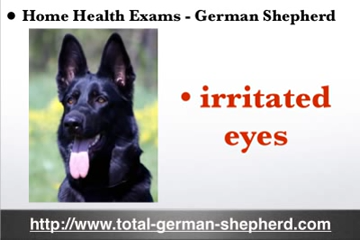 • Home Health Exams - German Shepherd
• irritated
eyes
http://www.total-german-shepherd.com